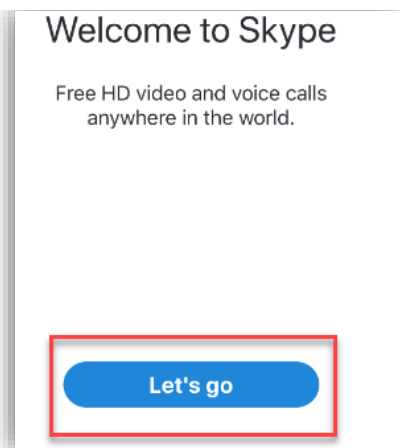 Welcome to Skype
Free HD video and voice calls
anywhere in the world.
Let's go